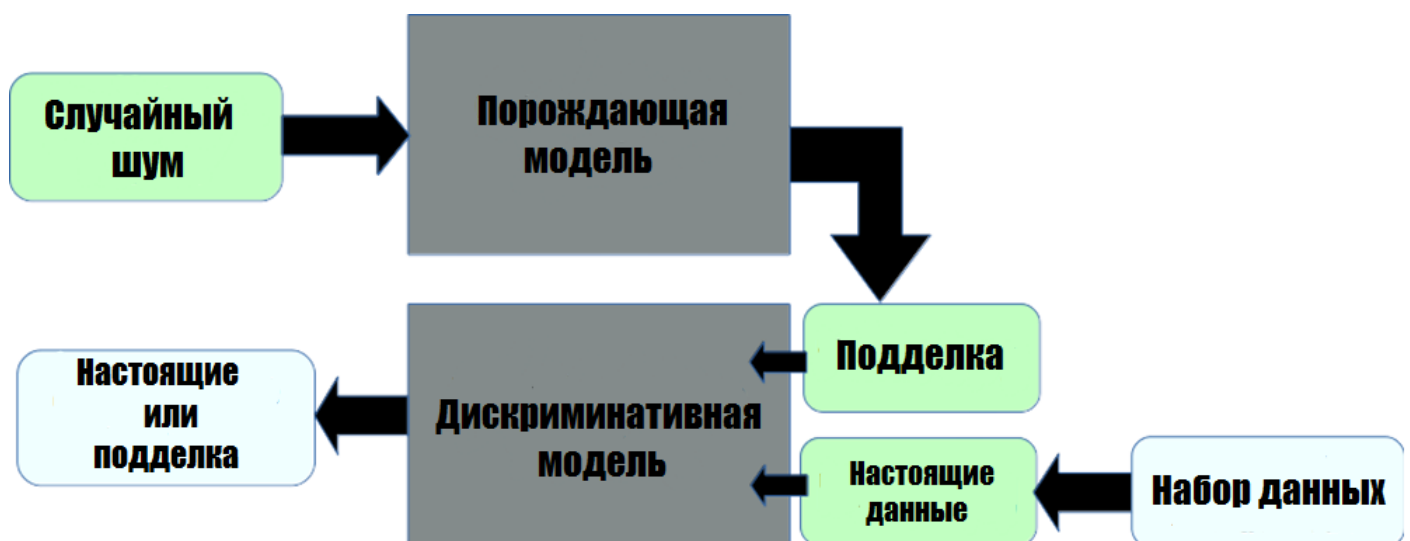 Случайный
шум
Порождающая
модель
Подделка
Настоящие
или
подделка
Дискриминативная
модель
Настоящие
данные
Набор данных